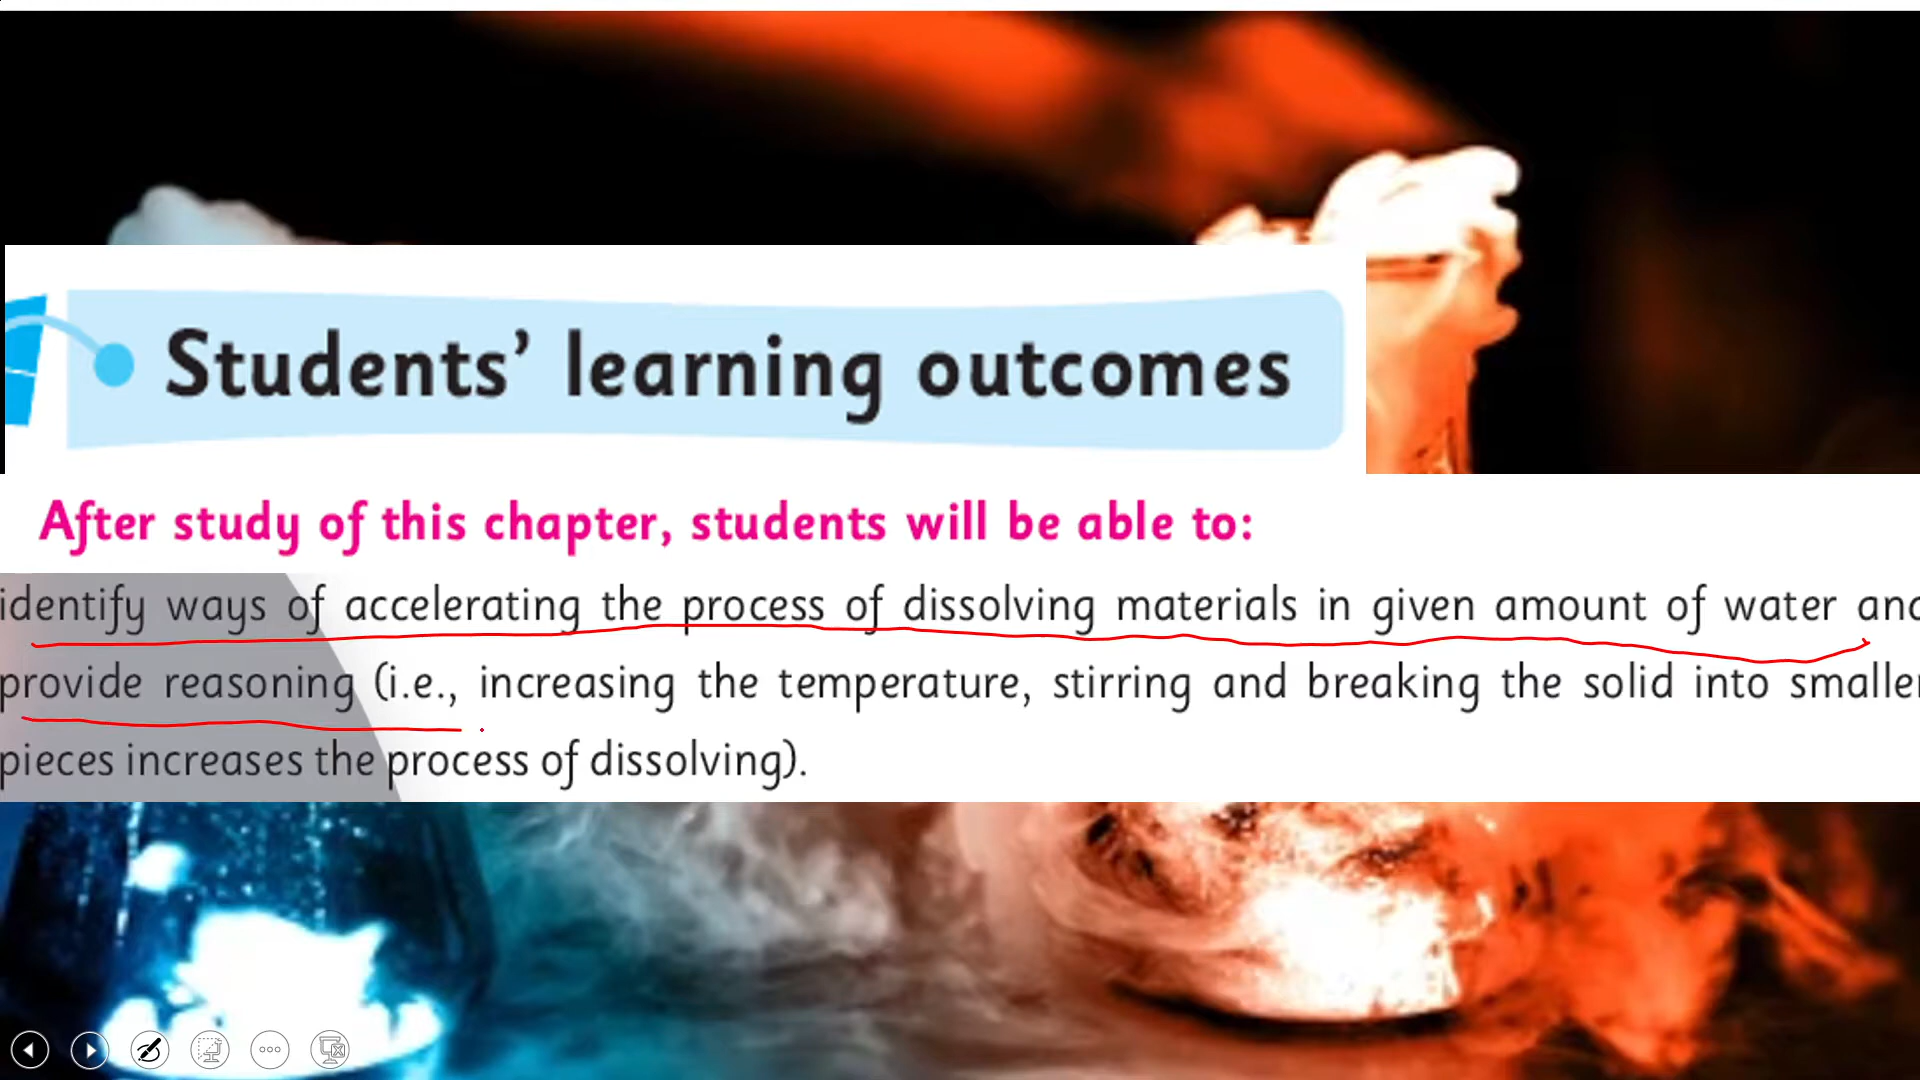 Students’ learning outcomes
After study of this chapter, students will be able to:
identify ways of accelerating the process of dissolving materials in given amount of water and
provide reasoning (i.e., increasing the temperature, stirring and breaking the solid into smaller
pieces increases the process of dissolving).